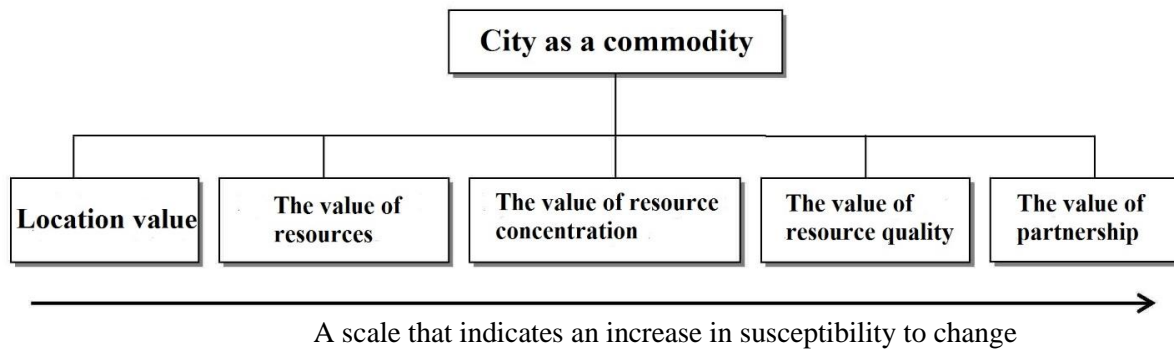 City as a commodity
Location value
The value of
resources
The value of resource
concentration
The value of
resource quality
The value of
partnership
A scale that indicates an increase in susceptibility to change